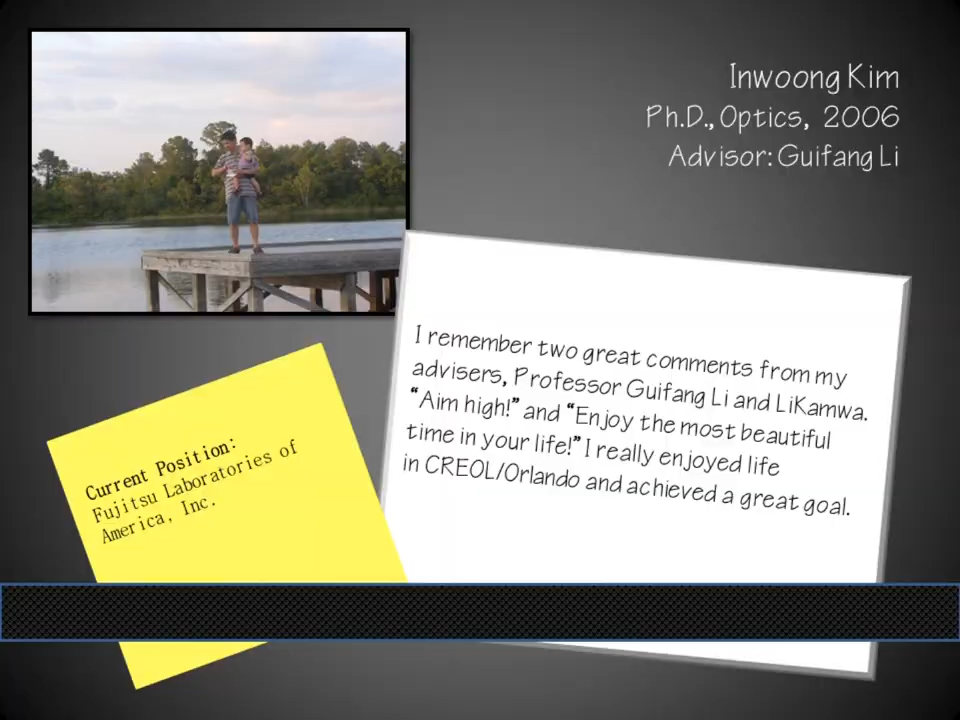 Inwoong Kim
Ph.D., Optics, 2006
Advisor: Guifang Li
I remember two great comments from my
advisers, Professor Guifang Li and LiKamwa.
“Aim high!” and “Enjoy the most beautiful
time in your life!” I really enjoyed life
in CREOL/Orlando and achieved a great goal.
Current Position:
Fujitsu Laboratories of
America, Inc.